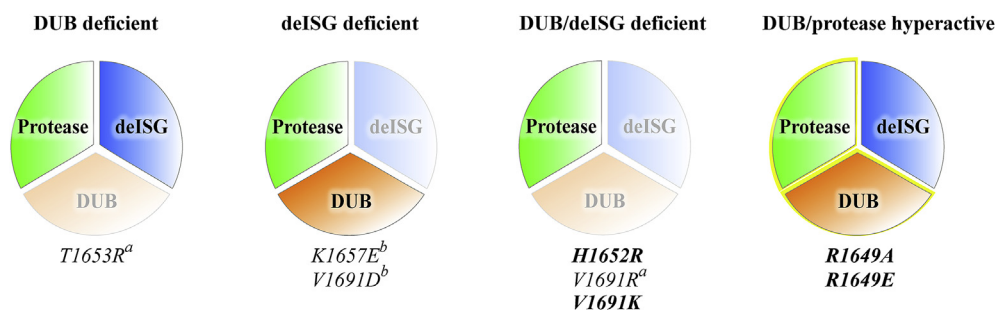 DUB deficient
deISG deficient
DUB/deISG deficient
DUB/protease hyperactive
Protease
deISG
DUB
Protease
deISG
DUB
Protease
deISG
DUB
Protease
deISG
DUB
T1653Rᵃ
K1657Eᵇ
V1691Dᵇ
H1652R
V1691Rᵃ
V1691K
R1649A
R1649E